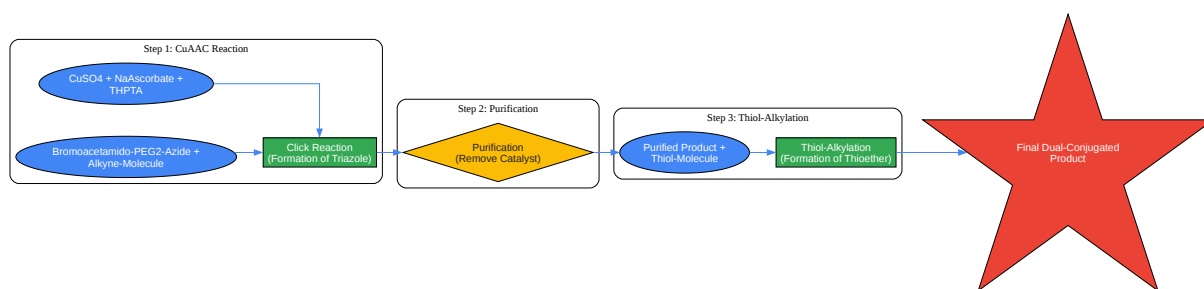 Step 1: CuAAC Reaction
CuSO4 + NaAscorbate +
THPTA
Bromoacetamido-PEG2-Azide +
Alkyne-Molecule
Click Reaction
(Formation of Triazole)
Step 2: Purification
Purification
(Remove Catalyst)
Step 3: Thiol-Alkylation
Purified Product +
Thiol-Molecule
Thiol-Alkylation
(Formation of Thioether)
Final Dual-Conjugated
Product